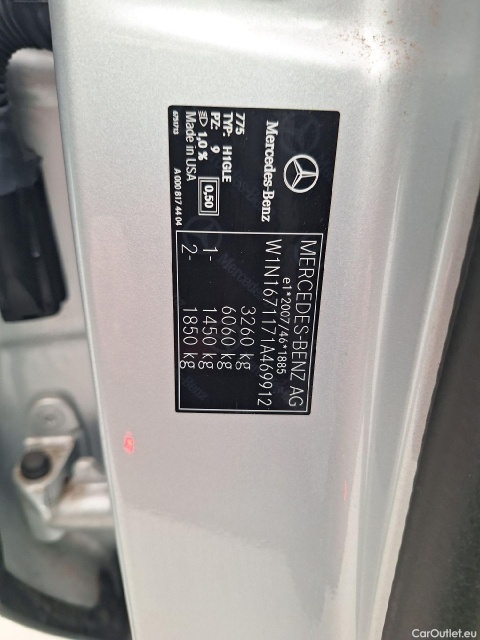 Mercedes-Benz
775
TYP: H1GLE
PZ: 9
1,0 %
0,50
Made in USA
6751713
A 000 817 44 04
MERCEDES-BENZ AG
e1*2007/46*1885
W1N1671171A469912
3260 kg
6060 kg
1- 1450 kg
2- 1850 kg
CarOutlet.eu